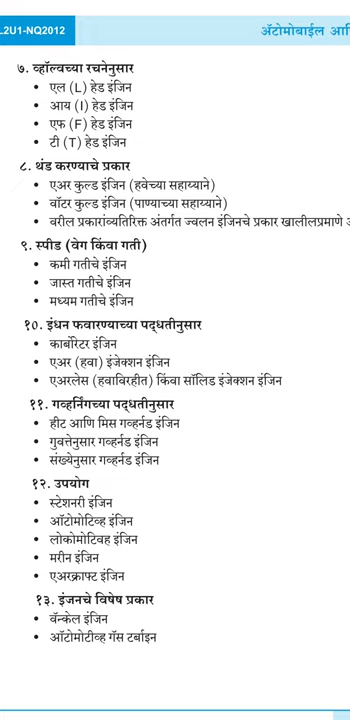 L2U1-NQ2012
ॲटोमोबाईल आ
७. व्हॉल्वच्या रचनेनुसार
• एल (L) हेड इंजिन
• आय (I) हेड इंजिन
• एफ (F) हेड इंजिन
• टी (T) हेड इंजिन
८. थंड करण्याचे प्रकार
• एअर कुल्ड इंजिन (हवेच्या सहाय्याने)
• वॉटर कुल्ड इंजिन (पाण्याच्या सहाय्याने)
• वरील प्रकारांव्यतिरिक्त अंतर्गत ज्वलन इंजिनचे प्रकार खालीलप्रमाणे
९. स्पीड (वेग किंवा गती)
• कमी गतीचे इंजिन
• जास्त गतीचे इंजिन
• मध्यम गतीचे इंजिन
१०. इंधन फवारण्याच्या पद्धतीनुसार
• कार्बोरेटर इंजिन
• एअर (हवा) इंजेक्शन इंजिन
• एअरलेस (हवाविरहीत) किंवा सॉलिड इंजेक्शन इंजिन
११. गव्हर्निंगच्या पद्धतीनुसार
• हीट आणि मिस गव्हर्नड इंजिन
• गुवत्तेनुसार गव्हर्नड इंजिन
• संख्येनुसार गव्हर्नड इंजिन
१२. उपयोग
• स्टेशनरी इंजिन
• ऑटोमोटिव्ह इंजिन
• लोकोमोटिवह इंजिन
• मरीन इंजिन
• एअरक्राफ्ट इंजिन
१३. इंजनचे विषेष प्रकार
• वॅन्केल इंजिन
• ऑटोमोटीव्ह गॅस टर्बाइन